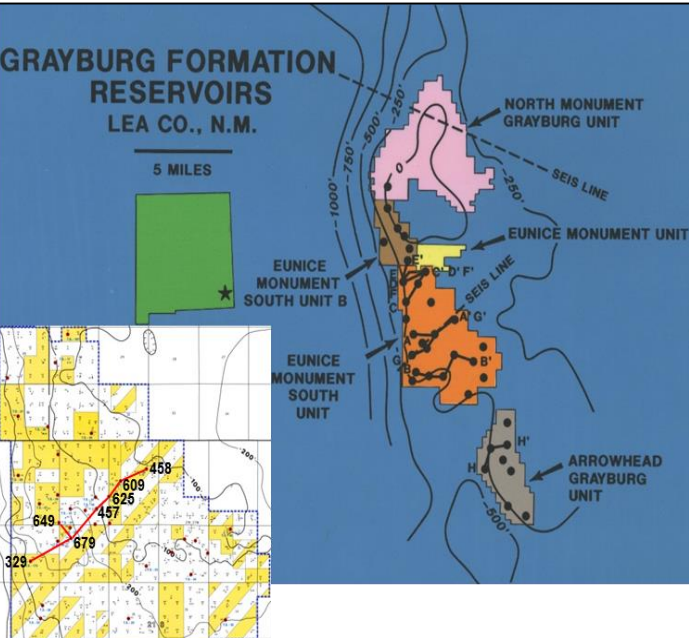 GRAYBURG FORMATION
RESERVOIRS
LEA CO., N.M.
5 MILES
-1000'
-750'
-500'
-250'
0
NORTH MONUMENT
GRAYBURG UNIT
SEIS LINE
-250'
EUNICE MONUMENT UNIT
EUNICE
MONUMENT
SOUTH UNIT B
E'
E
D
F
C
C' D' F'
SEIS LINE
A' G'
A
G
B
B'
EUNICE
MONUMENT
SOUTH
UNIT
H'
H
ARROWHEAD
GRAYBURG
UNIT
-500'
458
609
625
457
649
679
329
-200
-100
-100
-200